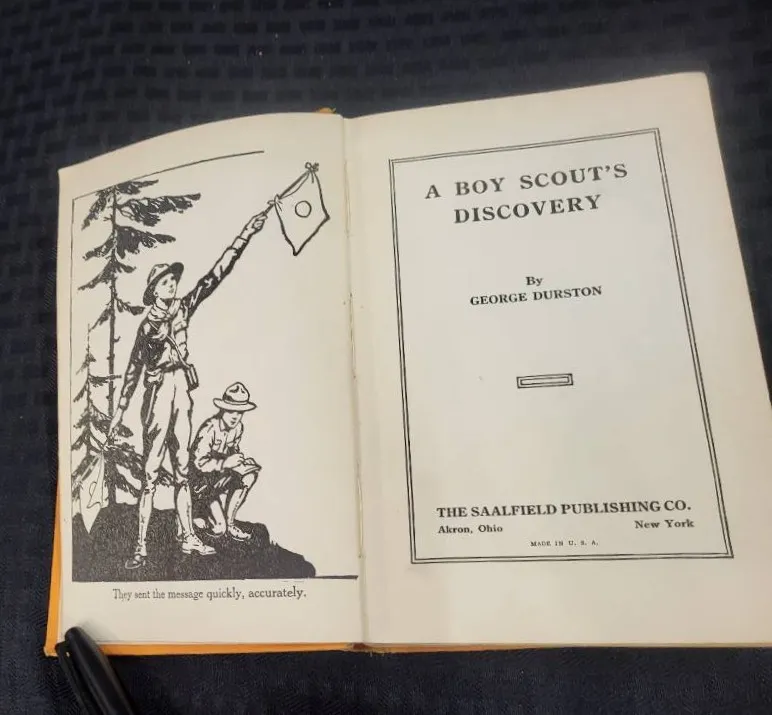 They sent the message quickly, accurately.
A BOY SCOUT'S
DISCOVERY
By
GEORGE DURSTON
THE SAALFIELD PUBLISHING CO.
Akron, Ohio New York
MADE IN U. S. A.